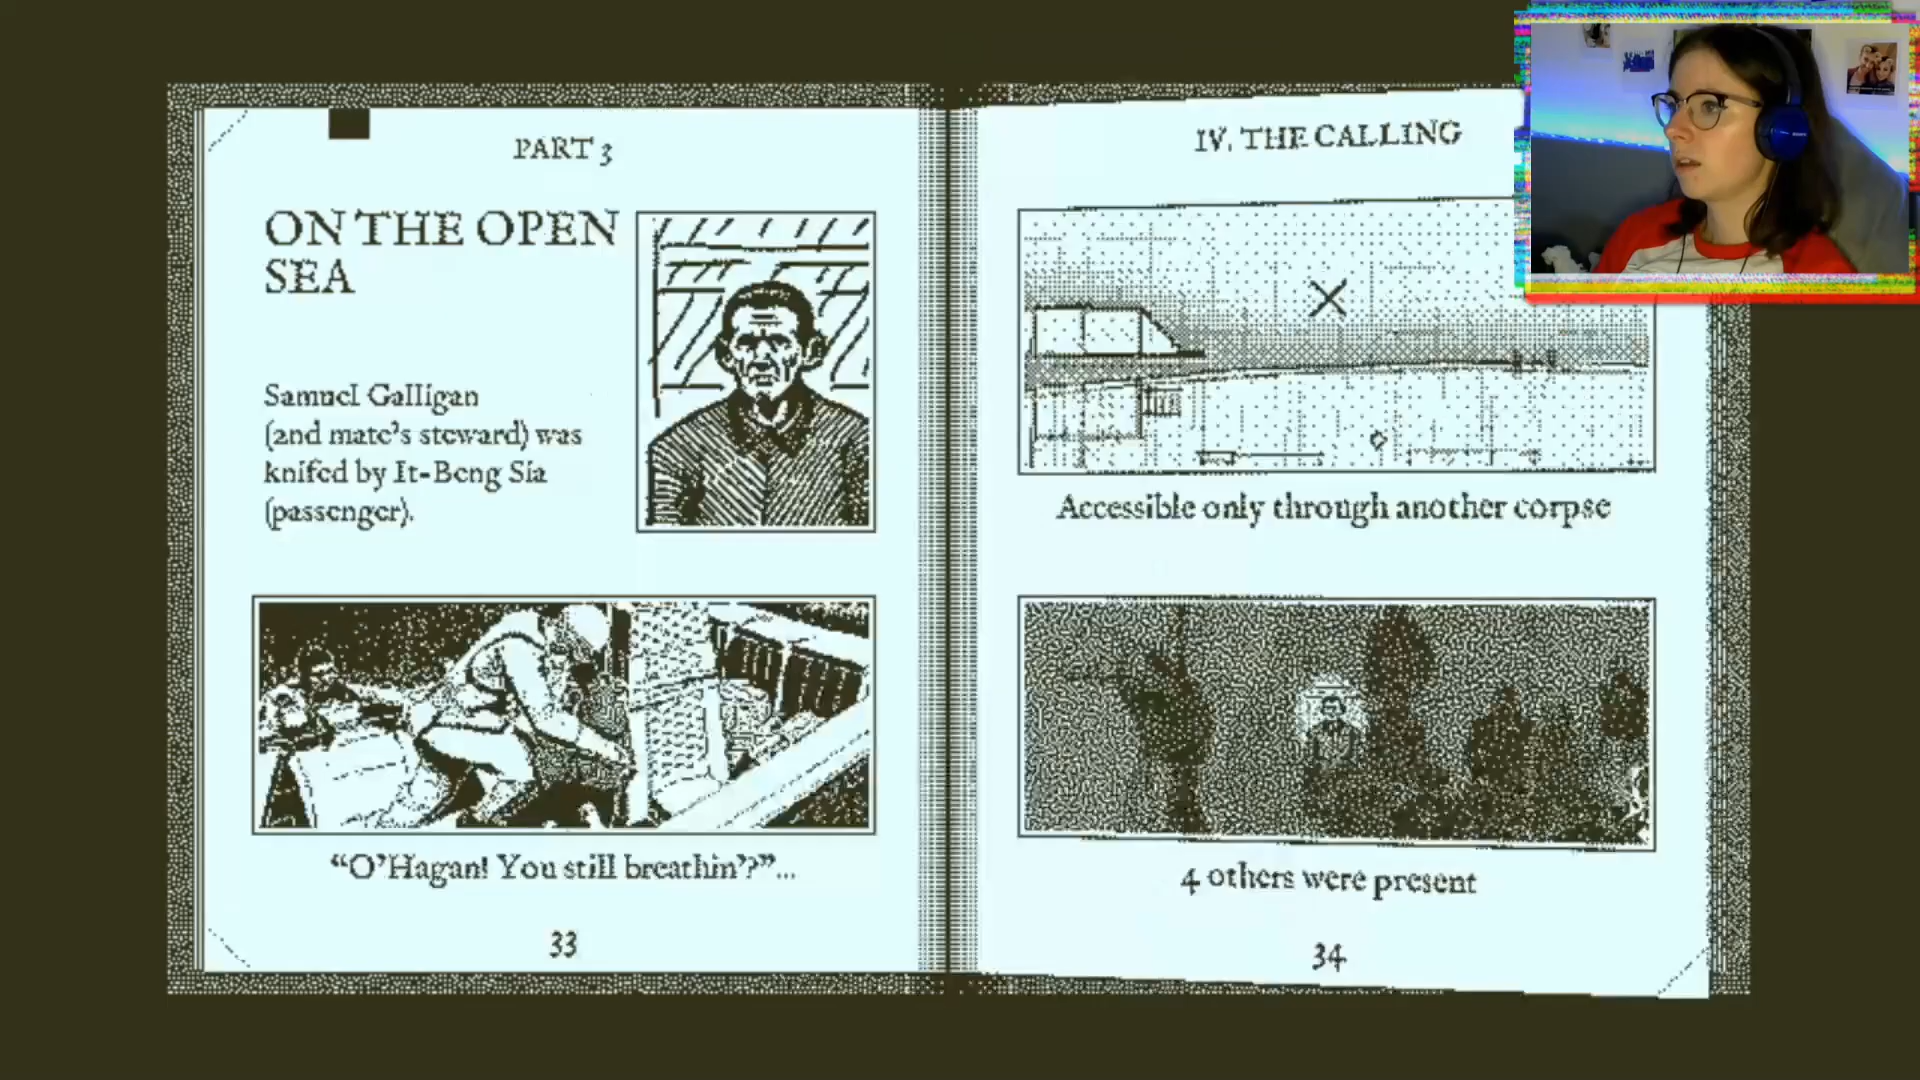 PART 3
ON THE OPEN
SEA
Samuel Galligan
(2nd mate's steward) was
knifed by It-Beng Sia
(passenger).
"O'Hagan! You still breathin'?"...
33
IV. THE CALLING
Accessible only through another corpse
4 others were present
34